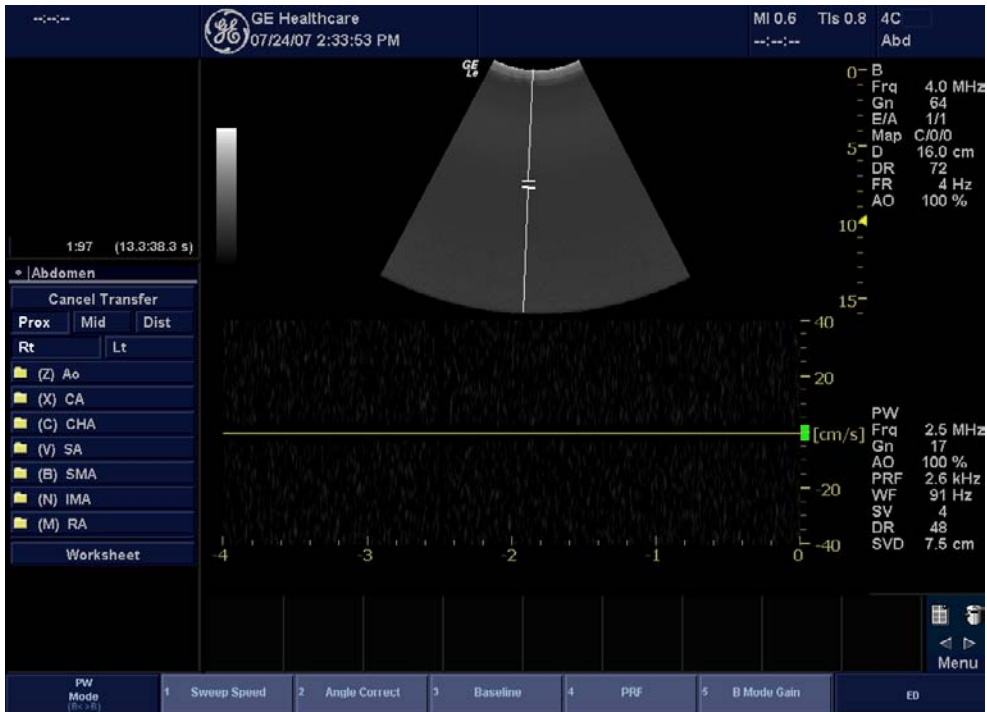 --:--:--
GE Healthcare
07/24/07 2:33:53 PM
MI 0.6 TIs 0.8 4C
--:--:-- Abd
GE
0
5
10
15
B
Frq 4.0 MHz
Gn 64
E/A 1/1
Map C/0/0
D 16.0 cm
DR 72
FR 4 Hz
AO 100 %
1:97 (13.3:38.3 s)
Abdomen
Cancel Transfer
Prox Mid Dist
Rt Lt
(Z) Ao
(X) CA
(C) CHA
(V) SA
(B) SMA
(N) IMA
(M) RA
Worksheet
40
20
[cm/s]
-20
-40
-4 -3 -2 -1 0
PW
Frq 2.5 MHz
Gn 17
AO 100 %
PRF 2.6 kHz
WF 91 Hz
SV 4
DR 48
SVD 7.5 cm
Menu
PW
Mode
(B<>B)
1 Sweep Speed 2 Angle Correct 3 Baseline 4 PRF 5 B Mode Gain ED